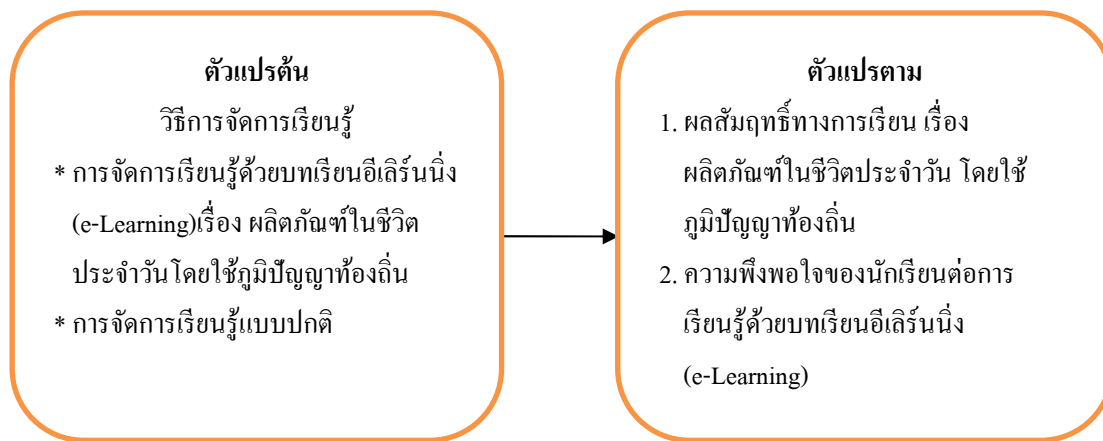 ตัวแปรต้น
วิธีการจัดการเรียนรู้
* การจัดการเรียนรู้ด้วยบทเรียนอีเลิร์นนิ่ง
(e-Learning)เรื่อง ผลิตภัณฑ์ในชีวิต
ประจำวันโดยใช้ภูมิปัญญาท้องถิ่น
* การจัดการเรียนรู้แบบปกติ
ตัวแปรตาม
1. ผลสัมฤทธิ์ทางการเรียน เรื่อง
ผลิตภัณฑ์ในชีวิตประจำวัน โดยใช้
ภูมิปัญญาท้องถิ่น
2. ความพึงพอใจของนักเรียนต่อการ
เรียนรู้ด้วยบทเรียนอีเลิร์นนิ่ง
(e-Learning)